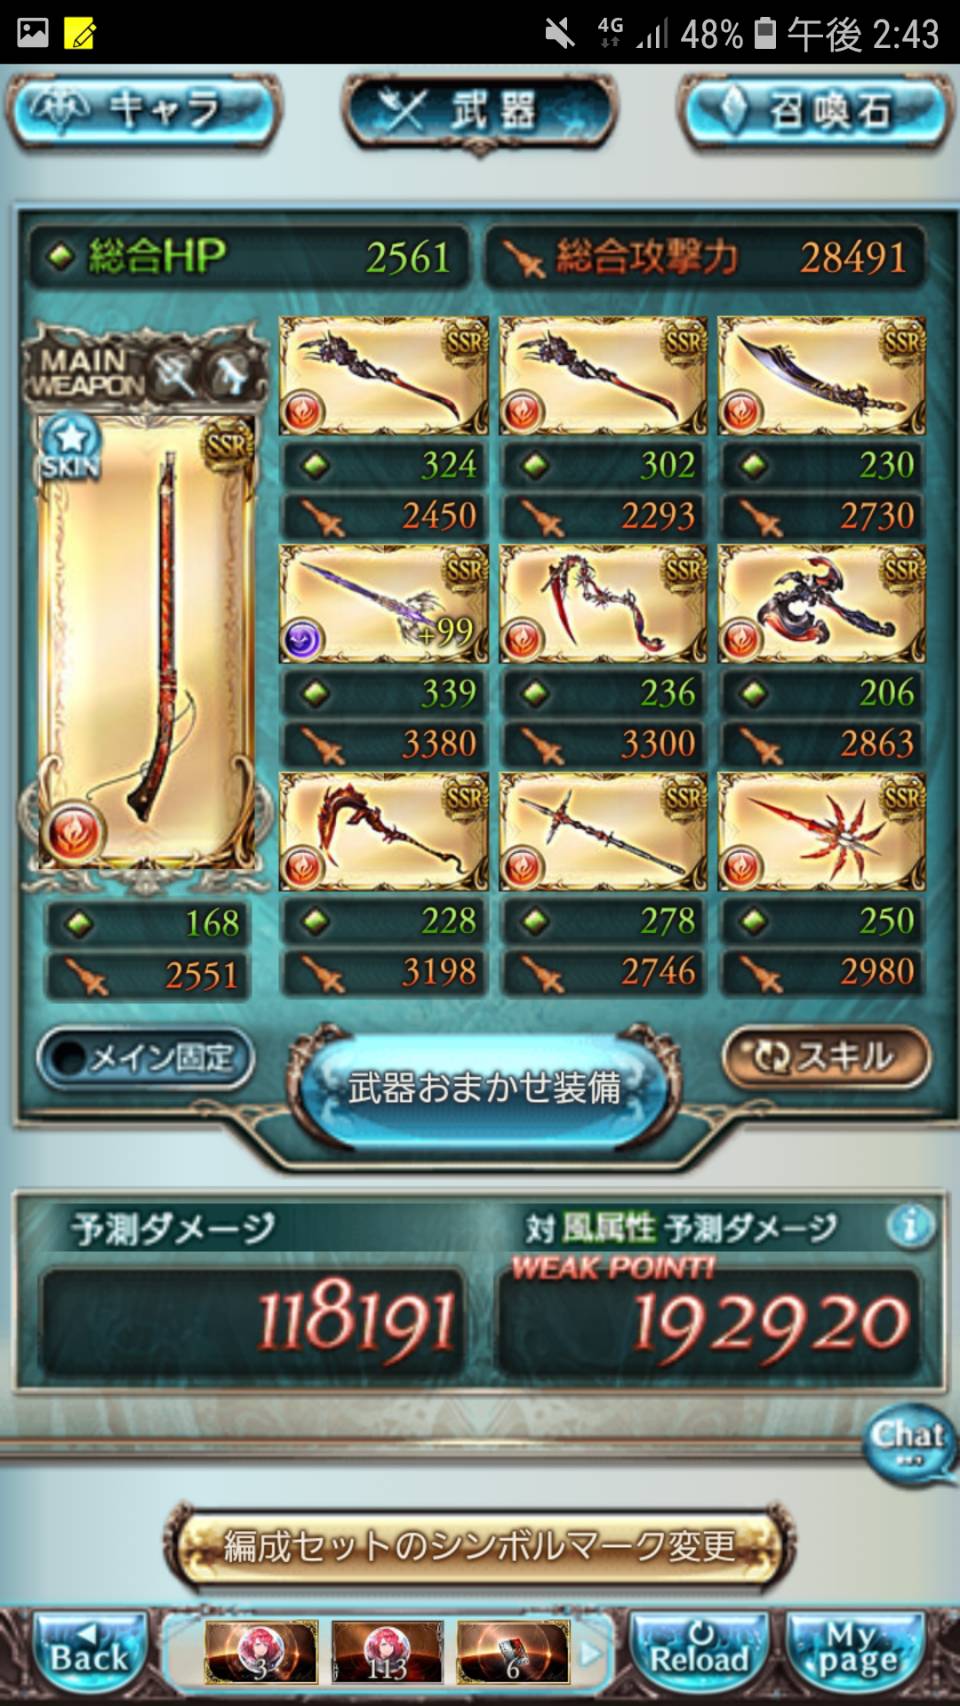 4G 48% 午後 2:43
キャラ 武器 召喚石
総合HP 2561 総合攻撃力 28491
MAIN WEAPON
SKIN SSR
SSR SSR SSR
324 302 230
2450 2293 2730
SSR SSR SSR
+99
339 236 206
3380 3300 2863
SSR SSR SSR
168 228 278 250
2551 3198 2746 2980
メイン固定 武器おまかせ装備 スキル
予測ダメージ 対 風属性 予測ダメージ
WEAK POINT!
118191 192920
Chat
編成セットのシンボルマーク変更
Back 3 113 6 Reload My page